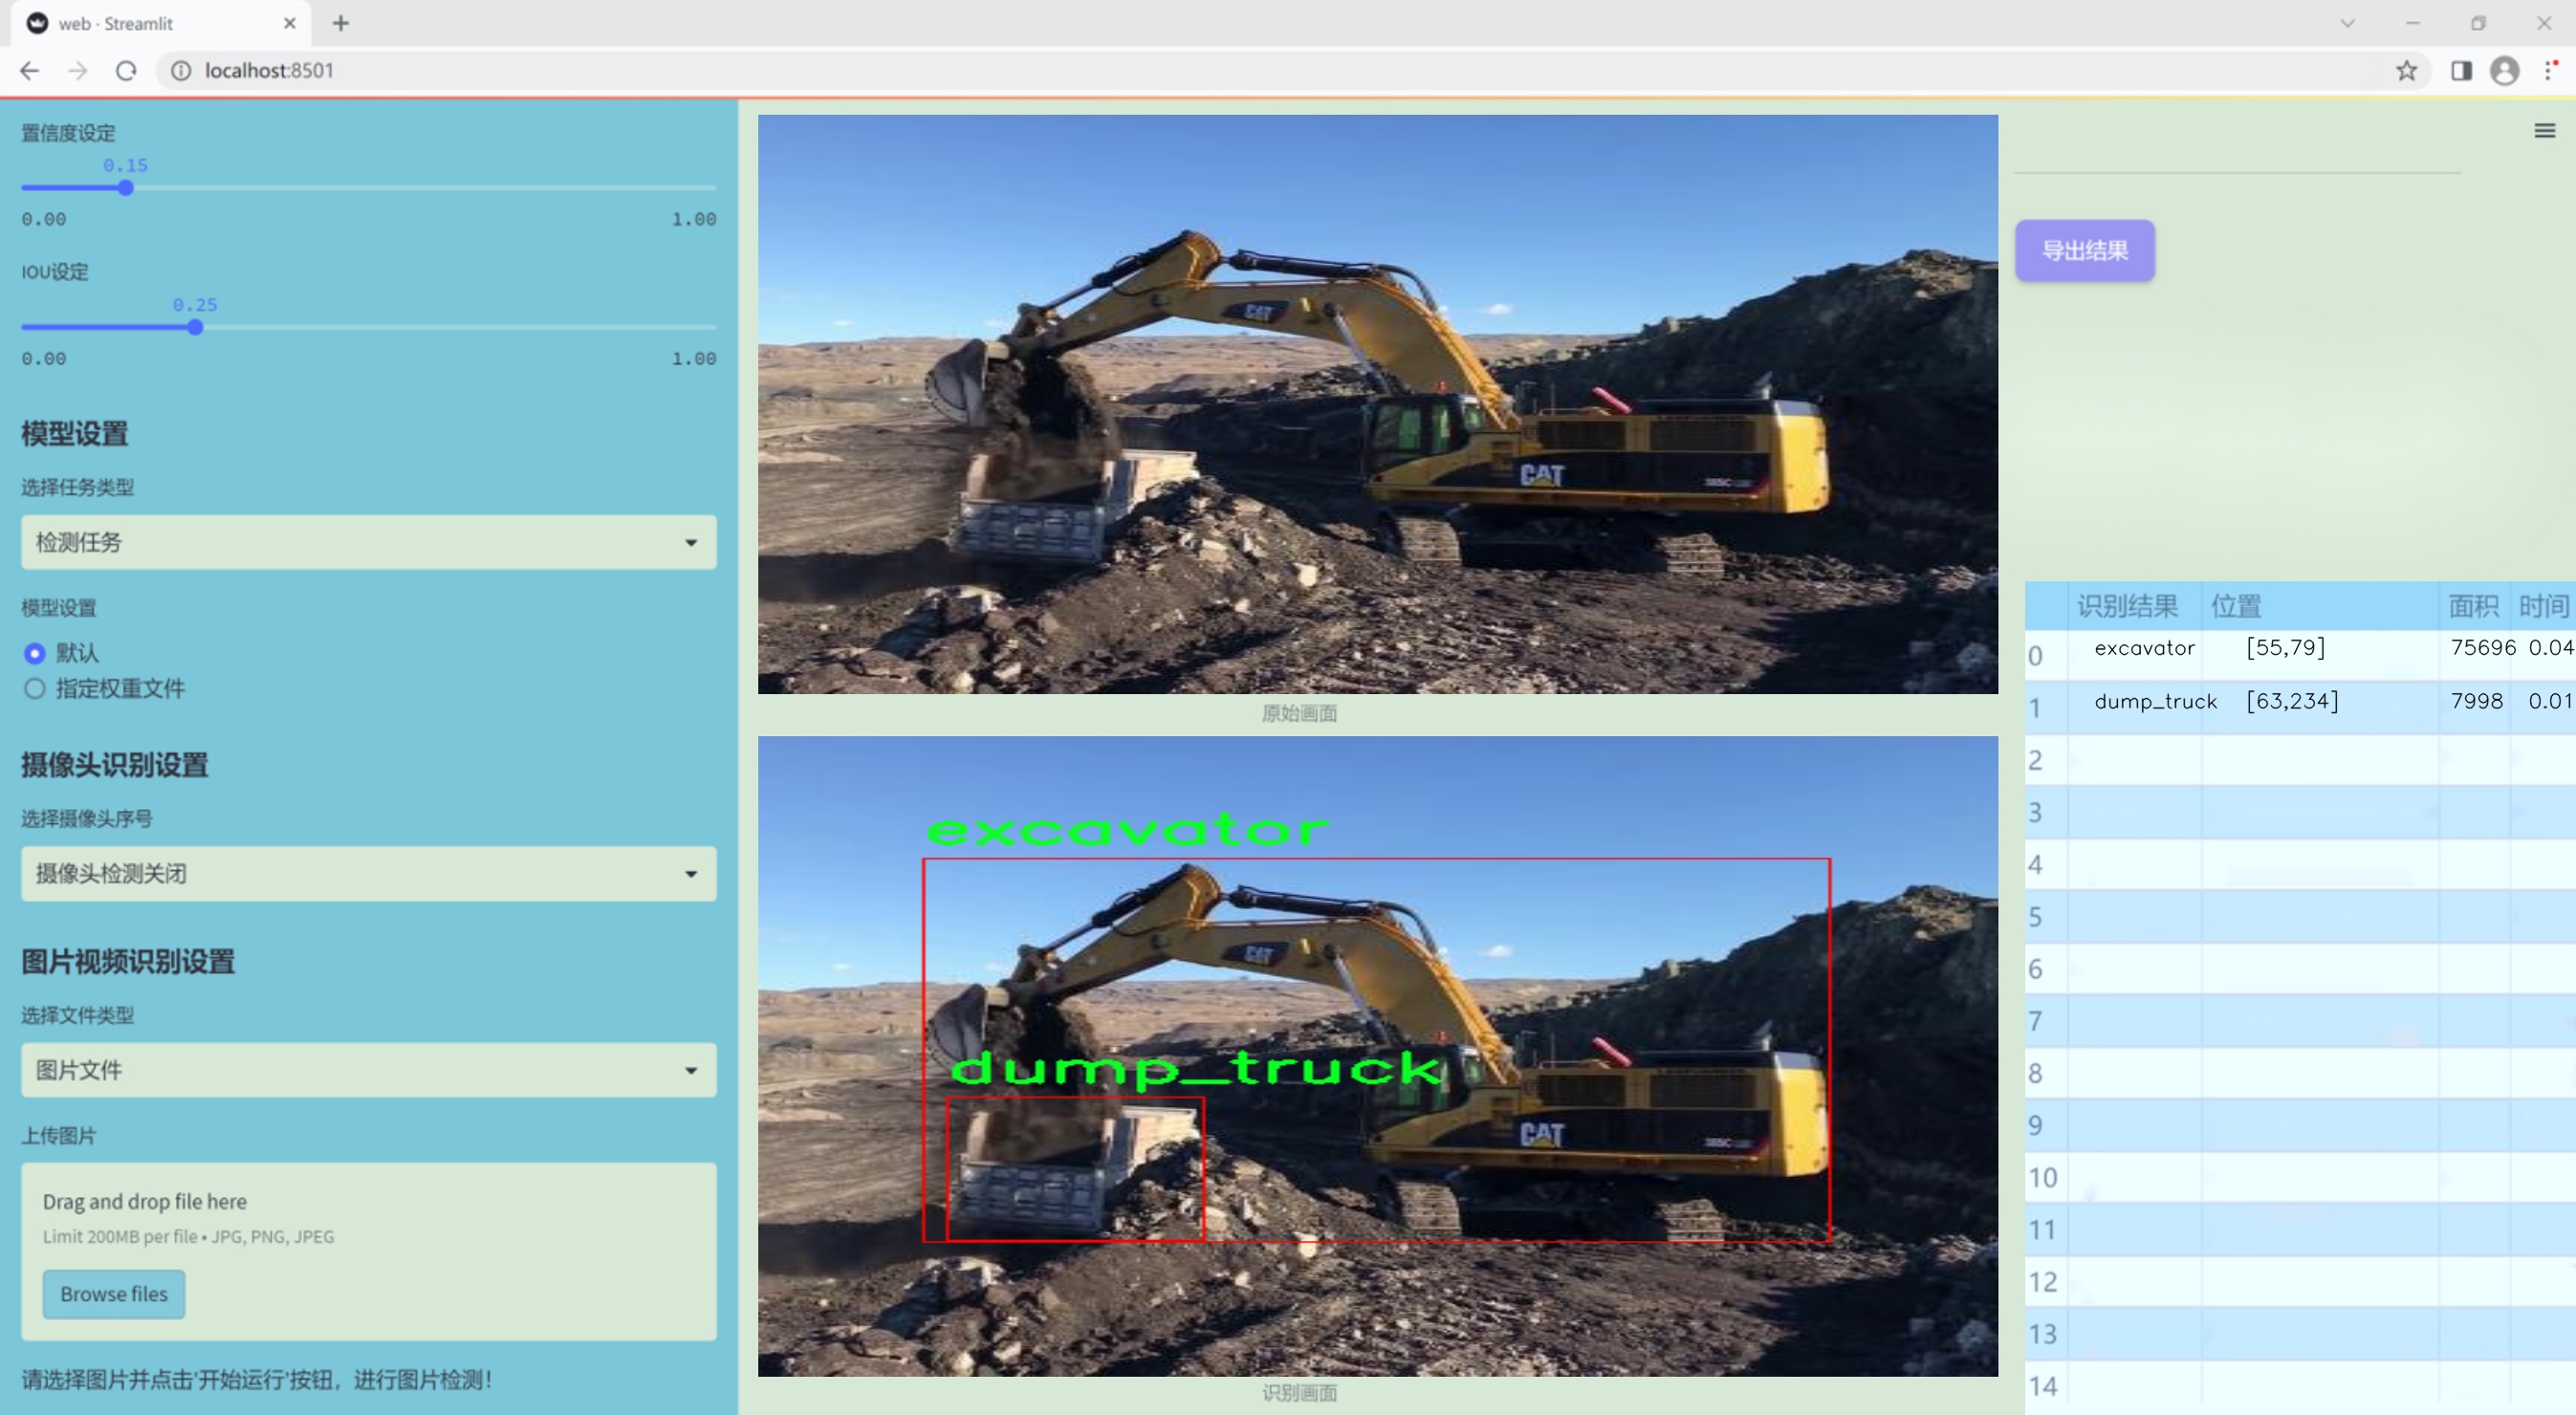 web · Streamlit
localhost:8501
置信度设定
0.15
0.00 1.00
IOU设定
0.25
0.00 1.00
模型设置
选择任务类型
检测任务
模型设置
默认
指定权重文件
摄像头识别设置
选择摄像头序号
摄像头检测关闭
图片视频识别设置
选择文件类型
图片文件
上传图片
Drag and drop file here
Limit 200MB per file • JPG, PNG, JPEG
Browse files
请选择图片并点击'开始运行'按钮，进行图片检测!
CAT
CAT
原始画面
excavator
CAT
dump_truck
CAT
识别画面
导出结果
识别结果 位置 面积 时间
0 excavator [55,79] 75696 0.04
1 dump_truck [63,234] 7998 0.01
2
3
4
5
6
7
8
9
10
11
12
13
14